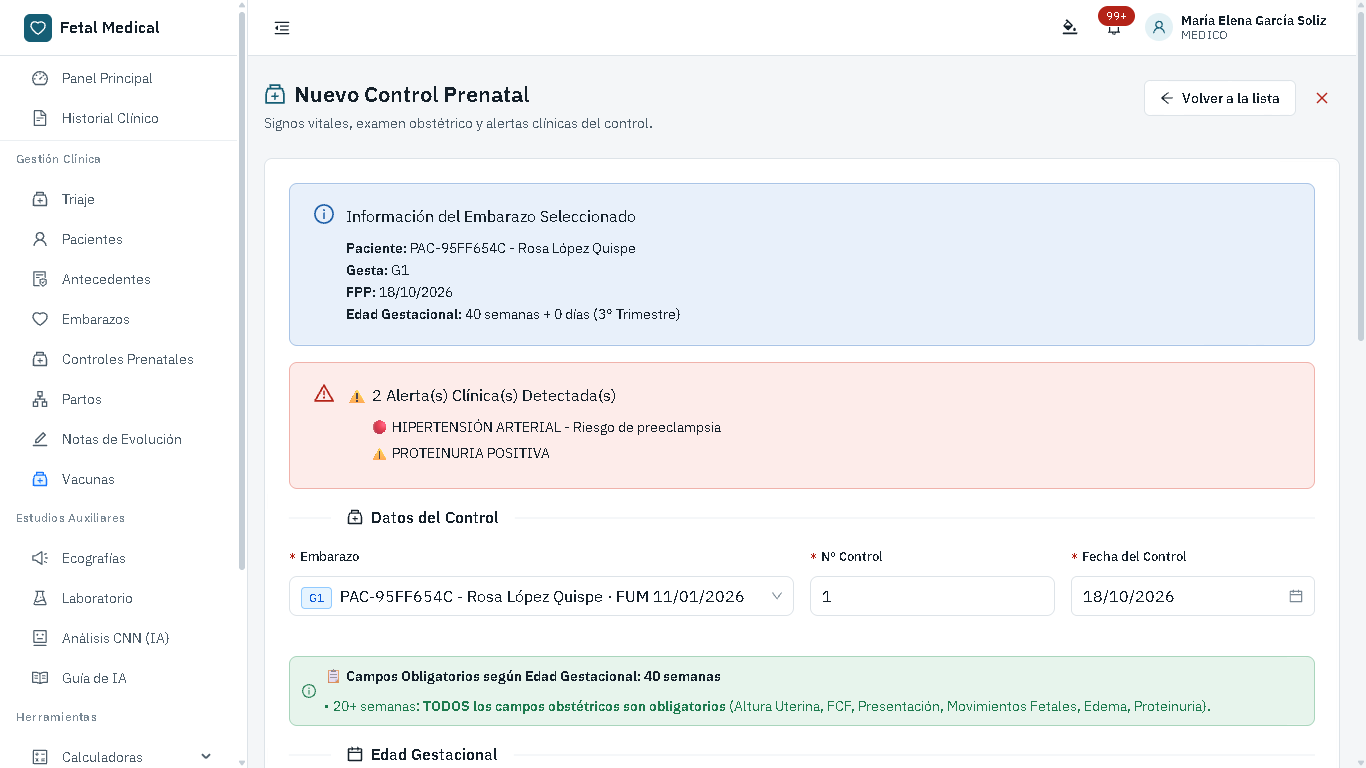 Fetal Medical
99+
María Elena García Soliz
MEDICO
Panel Principal
Historial Clínico
Gestión Clínica
Triaje
Pacientes
Antecedentes
Embarazos
Controles Prenatales
Partos
Notas de Evolución
Vacunas
Estudios Auxiliares
Ecografías
Laboratorio
Análisis CNN (IA)
Guía de IA
Herramientas
Calculadoras
Nuevo Control Prenatal
Signos vitales, examen obstétrico y alertas clínicas del control.
Volver a la lista
Información del Embarazo Seleccionado
Paciente: PAC-95FF654C - Rosa López Quispe
Gesta: G1
FPP: 18/10/2026
Edad Gestacional: 40 semanas + 0 días (3º Trimestre)
2 Alerta(s) Clínica(s) Detectada(s)
HIPERTENSIÓN ARTERIAL - Riesgo de preeclampsia
PROTEINURIA POSITIVA
Datos del Control
* Embarazo
* Nº Control
* Fecha del Control
G1 PAC-95FF654C - Rosa López Quispe · FUM 11/01/2026
1
18/10/2026
Campos Obligatorios según Edad Gestacional: 40 semanas
• 20+ semanas: TODOS los campos obstétricos son obligatorios (Altura Uterina, FCF, Presentación, Movimientos Fetales, Edema, Proteinuria).
Edad Gestacional